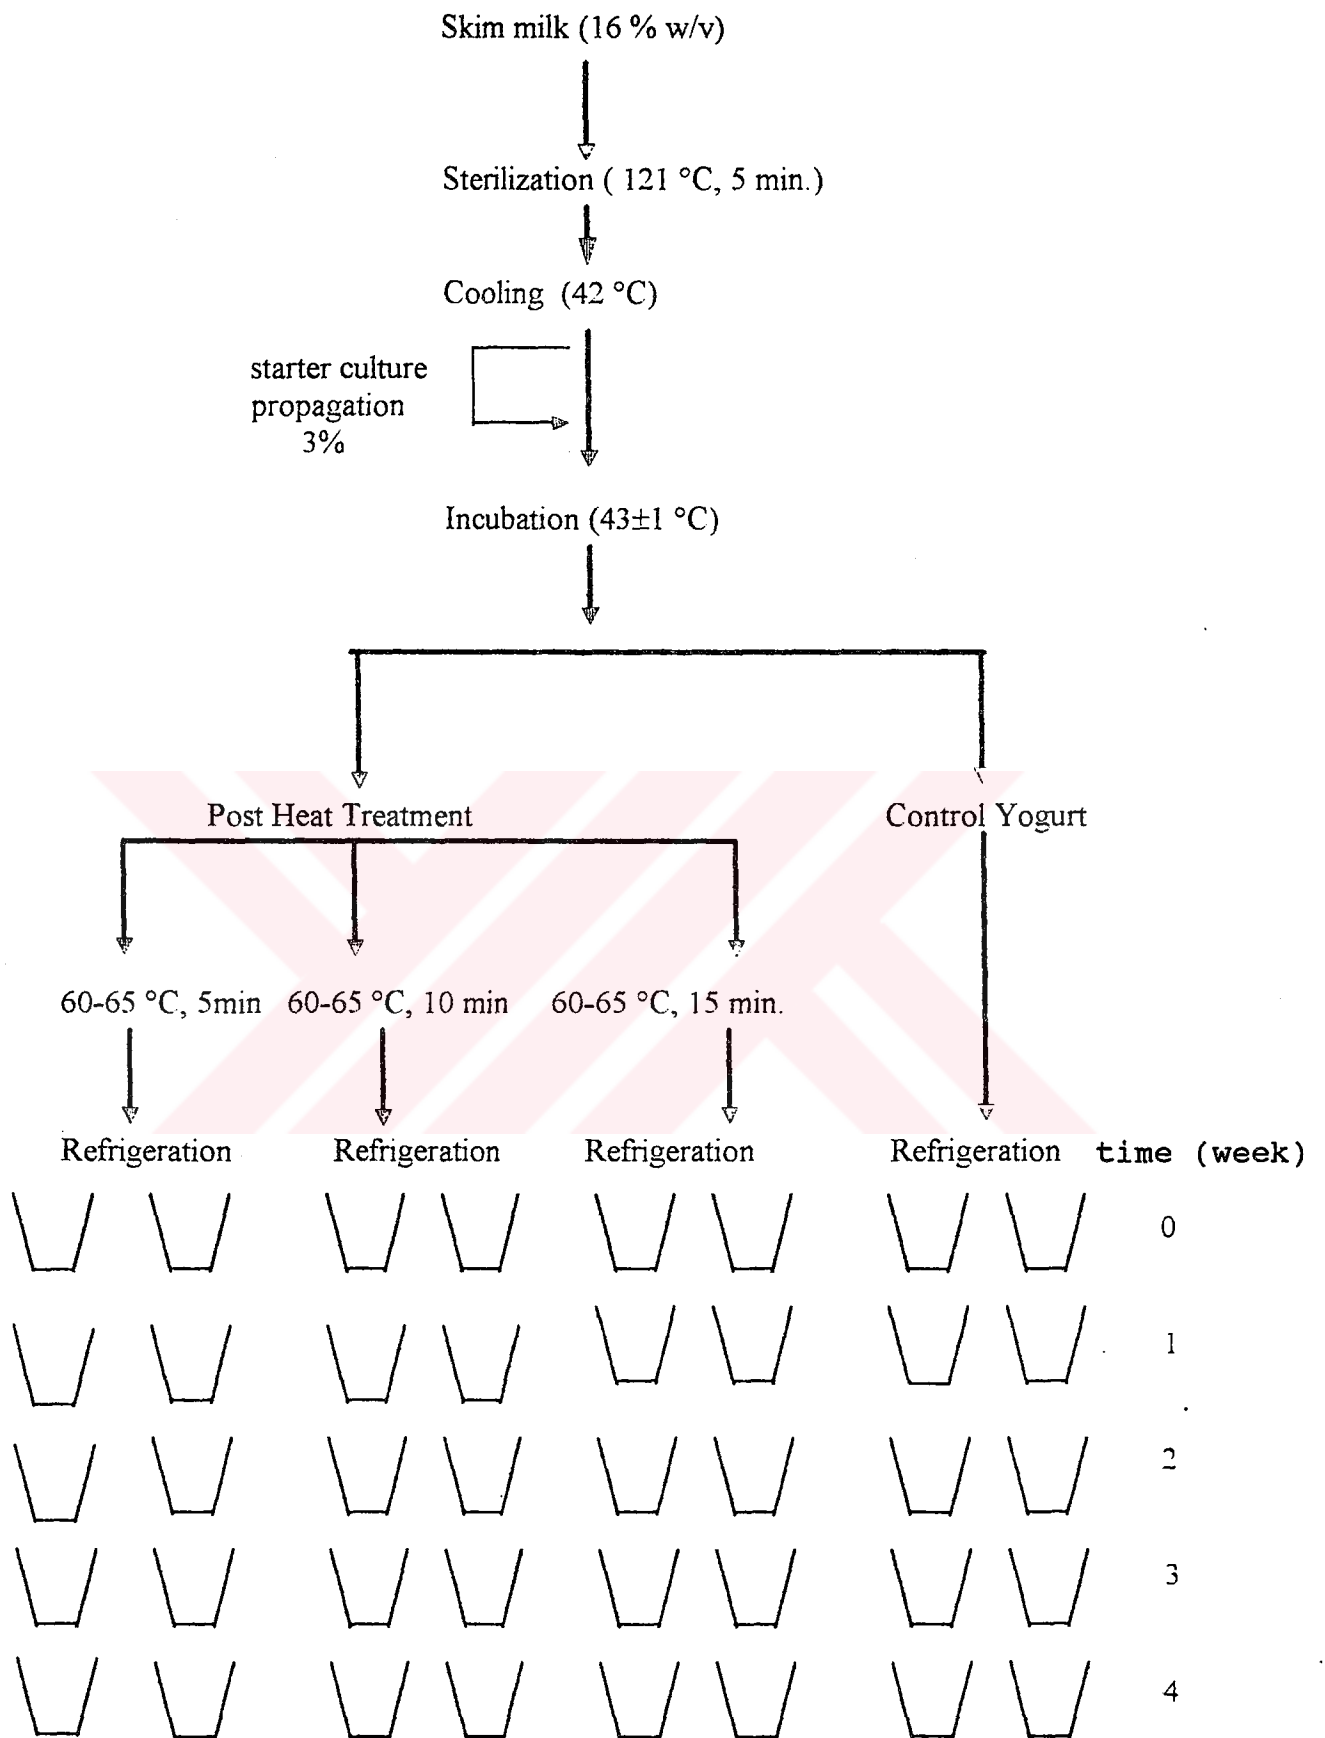 Skim milk (16 % w/v)
Sterilization ( 121 °C, 5 min.)
Cooling (42 °C)
starter culture
propagation
3%
Incubation (43±1 °C)
Post Heat Treatment
Control Yogurt
60-65 °C, 5min
60-65 °C, 10 min
60-65 °C, 15 min.
Refrigeration
Refrigeration
Refrigeration
Refrigeration
time (week)
0
1
2
3
4